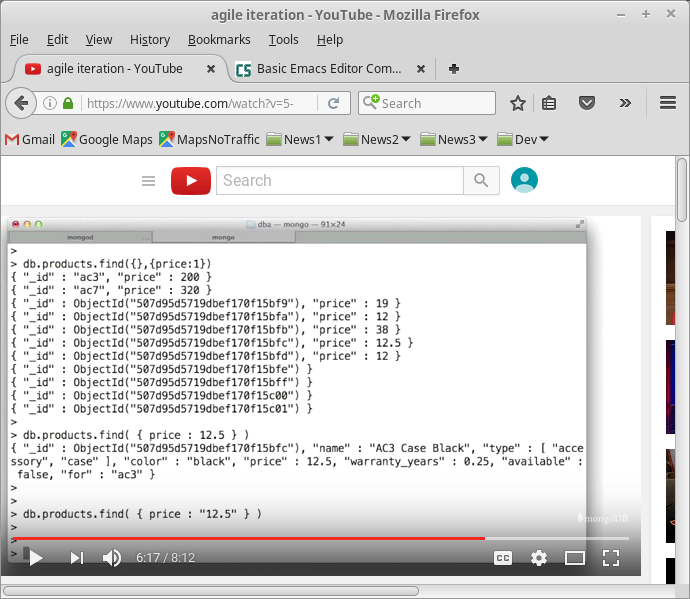 agile iteration - YouTube - Mozilla Firefox
File Edit View History Bookmarks Tools Help
agile iteration - YouTube
Basic Emacs Editor Com...
https://www.youtube.com/watch?v=5-
Search
Gmail Google Maps MapsNoTraffic News1 News2 News3 Dev
Search
dba — mongo — 91×24
mongod
mongo
>
> db.products.find({},{price:1})
{ "_id" : "ac3", "price" : 200 }
{ "_id" : "ac7", "price" : 320 }
{ "_id" : ObjectId("507d95d5719dbef170f15bf9"), "price" : 19 }
{ "_id" : ObjectId("507d95d5719dbef170f15bfa"), "price" : 12 }
{ "_id" : ObjectId("507d95d5719dbef170f15bfb"), "price" : 38 }
{ "_id" : ObjectId("507d95d5719dbef170f15bfc"), "price" : 12.5 }
{ "_id" : ObjectId("507d95d5719dbef170f15bfd"), "price" : 12 }
{ "_id" : ObjectId("507d95d5719dbef170f15bfe") }
{ "_id" : ObjectId("507d95d5719dbef170f15bff") }
{ "_id" : ObjectId("507d95d5719dbef170f15c00") }
{ "_id" : ObjectId("507d95d5719dbef170f15c01") }
>
> db.products.find( { price : 12.5 } )
{ "_id" : ObjectId("507d95d5719dbef170f15bfc"), "name" : "AC3 Case Black", "type" : [ "acce
ssory", "case" ], "color" : "black", "price" : 12.5, "warranty_years" : 0.25, "available" :
false, "for" : "ac3" }
>
>
> db.products.find( { price : "12.5" } )
>
>
>
mongoDB
6:17 / 8:12
CC